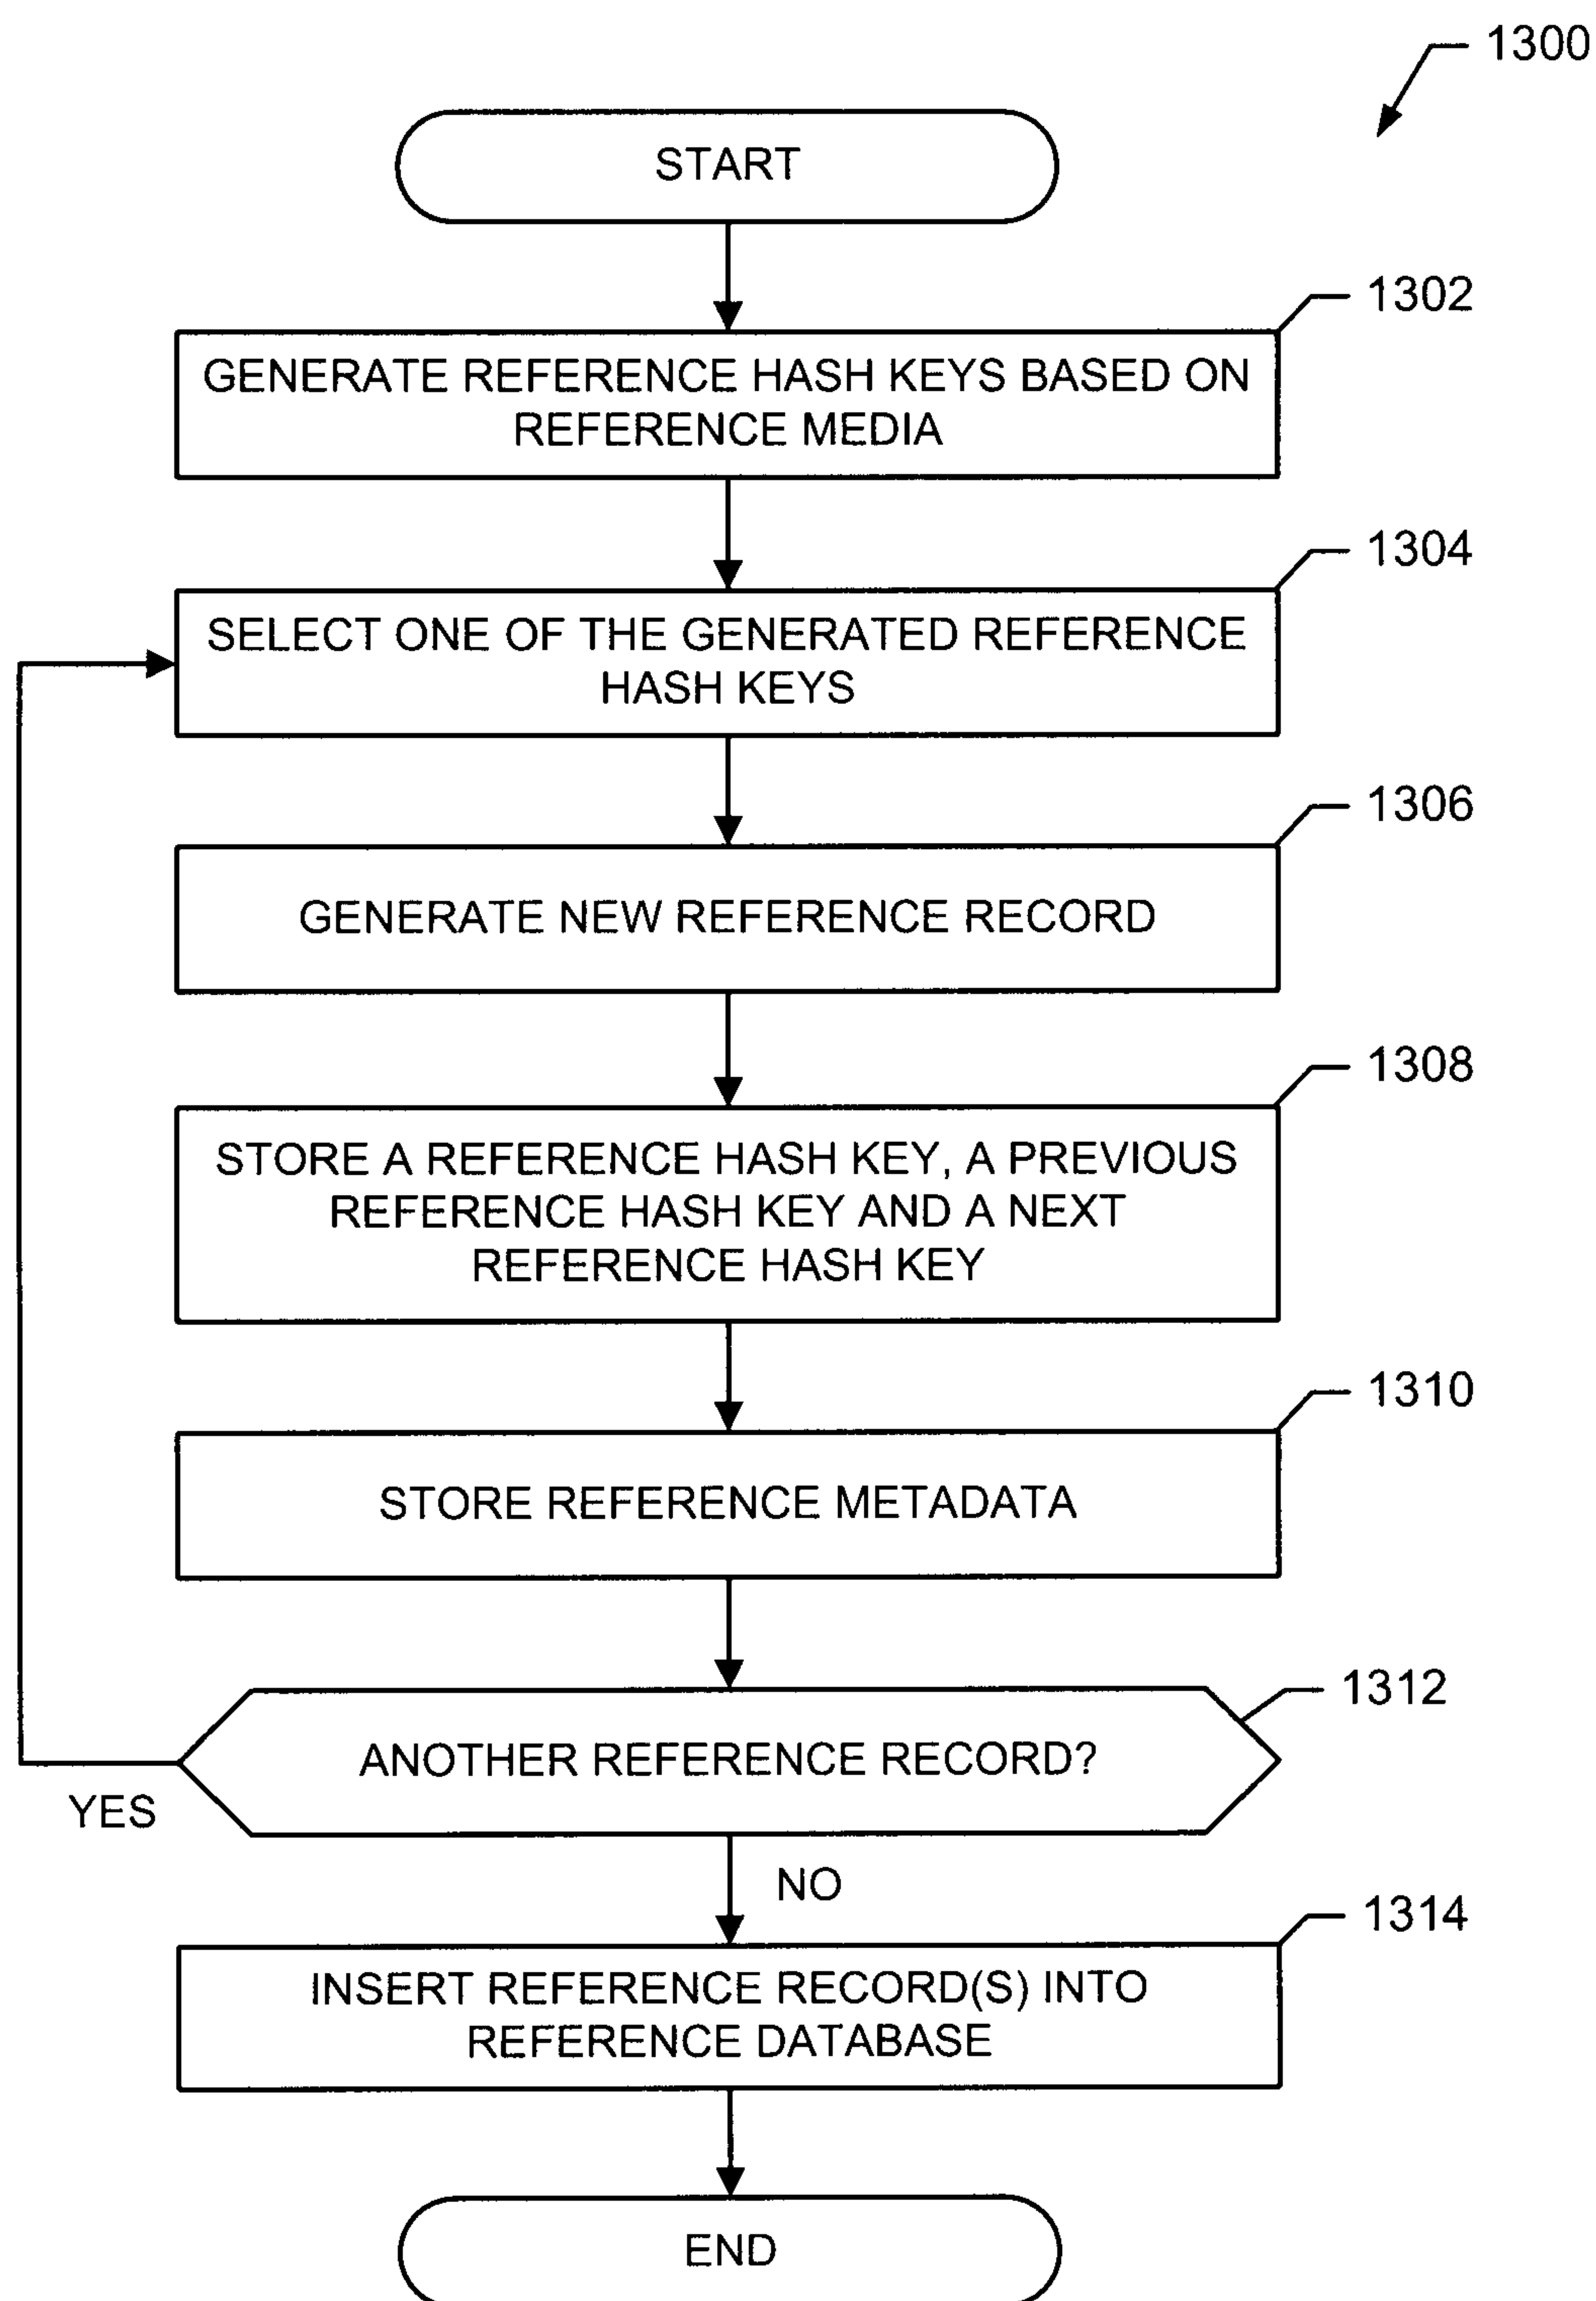 1300
START
1302
GENERATE REFERENCE HASH KEYS BASED ON
REFERENCE MEDIA
1304
SELECT ONE OF THE GENERATED REFERENCE
HASH KEYS
1306
GENERATE NEW REFERENCE RECORD
1308
STORE A REFERENCE HASH KEY, A PREVIOUS
REFERENCE HASH KEY AND A NEXT
REFERENCE HASH KEY
1310
STORE REFERENCE METADATA
1312
ANOTHER REFERENCE RECORD?
YES
NO
1314
INSERT REFERENCE RECORD(S) INTO
REFERENCE DATABASE
END